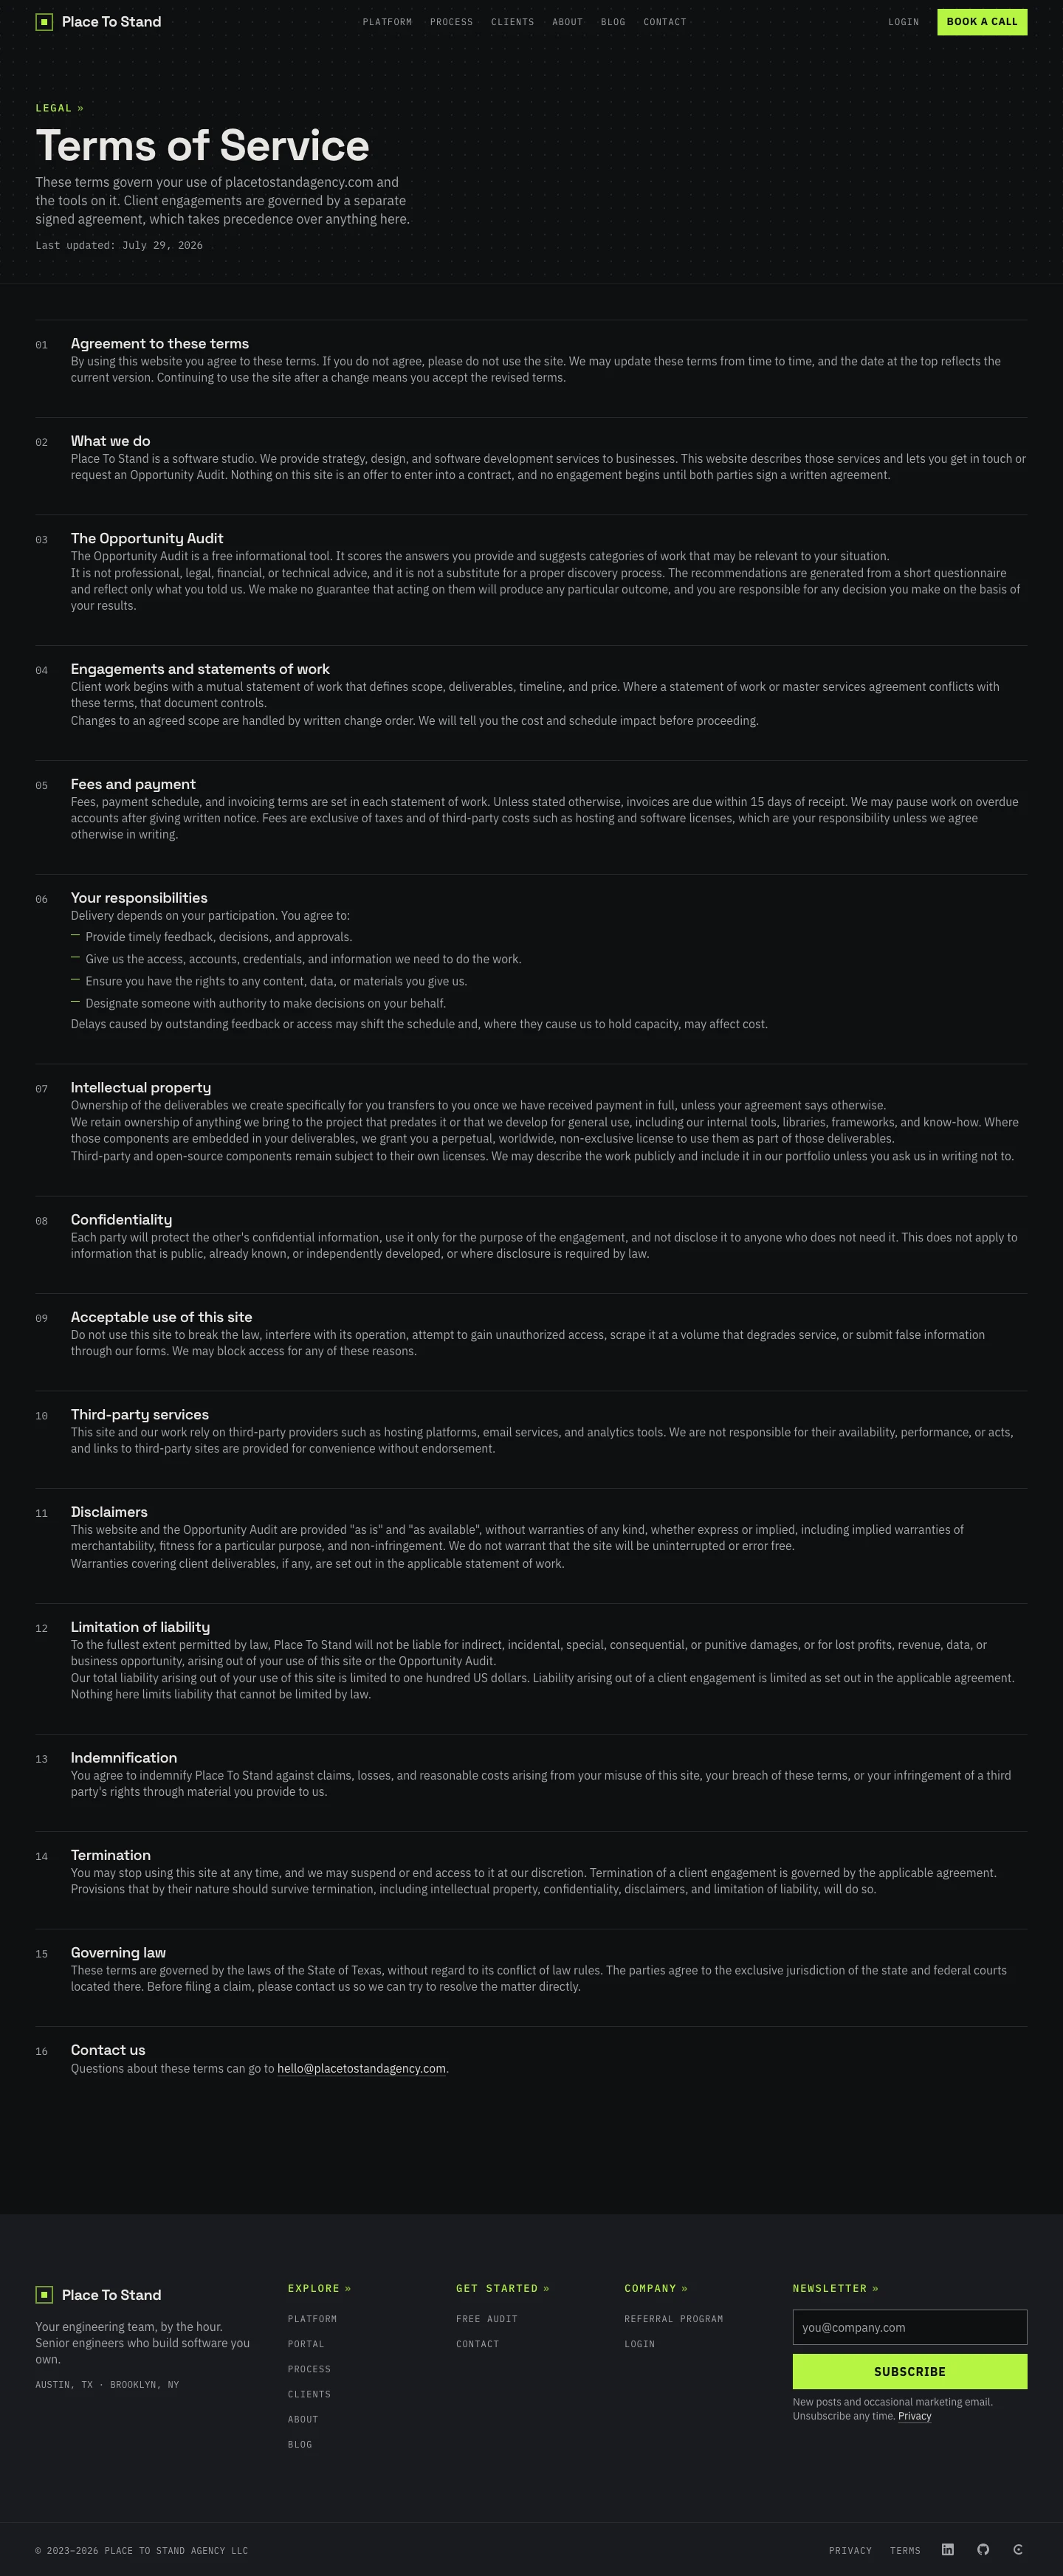 Place To Stand
PLATFORM PROCESS CLIENTS ABOUT BLOG CONTACT
LOGIN
BOOK A CALL
LEGAL »
Terms of Service
These terms govern your use of placetostandagency.com and
the tools on it. Client engagements are governed by a separate
signed agreement, which takes precedence over anything here.
Last updated: July 29, 2026
01
Agreement to these terms
By using this website you agree to these terms. If you do not agree, please do not use the site. We may update these terms from time to time, and the date at the top reflects the
current version. Continuing to use the site after a change means you accept the revised terms.
02
What we do
Place To Stand is a software studio. We provide strategy, design, and software development services to businesses. This website describes those services and lets you get in touch or
request an Opportunity Audit. Nothing on this site is an offer to enter into a contract, and no engagement begins until both parties sign a written agreement.
03
The Opportunity Audit
The Opportunity Audit is a free informational tool. It scores the answers you provide and suggests categories of work that may be relevant to your situation.
It is not professional, legal, financial, or technical advice, and it is not a substitute for a proper discovery process. The recommendations are generated from a short questionnaire
and reflect only what you told us. We make no guarantee that acting on them will produce any particular outcome, and you are responsible for any decision you make on the basis of
your results.
04
Engagements and statements of work
Client work begins with a mutual statement of work that defines scope, deliverables, timeline, and price. Where a statement of work or master services agreement conflicts with
these terms, that document controls.
Changes to an agreed scope are handled by written change order. We will tell you the cost and schedule impact before proceeding.
05
Fees and payment
Fees, payment schedule, and invoicing terms are set in each statement of work. Unless stated otherwise, invoices are due within 15 days of receipt. We may pause work on overdue
accounts after giving written notice. Fees are exclusive of taxes and of third-party costs such as hosting and software licenses, which are your responsibility unless we agree
otherwise in writing.
06
Your responsibilities
Delivery depends on your participation. You agree to:
— Provide timely feedback, decisions, and approvals.
— Give us the access, accounts, credentials, and information we need to do the work.
— Ensure you have the rights to any content, data, or materials you give us.
— Designate someone with authority to make decisions on your behalf.
Delays caused by outstanding feedback or access may shift the schedule and, where they cause us to hold capacity, may affect cost.
07
Intellectual property
Ownership of the deliverables we create specifically for you transfers to you once we have received payment in full, unless your agreement says otherwise.
We retain ownership of anything we bring to the project that predates it or that we develop for general use, including our internal tools, libraries, frameworks, and know-how. Where
those components are embedded in your deliverables, we grant you a perpetual, worldwide, non-exclusive license to use them as part of those deliverables.
Third-party and open-source components remain subject to their own licenses. We may describe the work publicly and include it in our portfolio unless you ask us in writing not to.
08
Confidentiality
Each party will protect the other's confidential information, use it only for the purpose of the engagement, and not disclose it to anyone who does not need it. This does not apply to
information that is public, already known, or independently developed, or where disclosure is required by law.
09
Acceptable use of this site
Do not use this site to break the law, interfere with its operation, attempt to gain unauthorized access, scrape it at a volume that degrades service, or submit false information
through our forms. We may block access for any of these reasons.
10
Third-party services
This site and our work rely on third-party providers such as hosting platforms, email services, and analytics tools. We are not responsible for their availability, performance, or acts,
and links to third-party sites are provided for convenience without endorsement.
11
Disclaimers
This website and the Opportunity Audit are provided "as is" and "as available", without warranties of any kind, whether express or implied, including implied warranties of
merchantability, fitness for a particular purpose, and non-infringement. We do not warrant that the site will be uninterrupted or error free.
Warranties covering client deliverables, if any, are set out in the applicable statement of work.
12
Limitation of liability
To the fullest extent permitted by law, Place To Stand will not be liable for indirect, incidental, special, consequential, or punitive damages, or for lost profits, revenue, data, or
business opportunity, arising out of your use of this site or the Opportunity Audit.
Our total liability arising out of your use of this site is limited to one hundred US dollars. Liability arising out of a client engagement is limited as set out in the applicable agreement.
Nothing here limits liability that cannot be limited by law.
13
Indemnification
You agree to indemnify Place To Stand against claims, losses, and reasonable costs arising from your misuse of this site, your breach of these terms, or your infringement of a third
party's rights through material you provide to us.
14
Termination
You may stop using this site at any time, and we may suspend or end access to it at our discretion. Termination of a client engagement is governed by the applicable agreement.
Provisions that by their nature should survive termination, including intellectual property, confidentiality, disclaimers, and limitation of liability, will do so.
15
Governing law
These terms are governed by the laws of the State of Texas, without regard to its conflict of law rules. The parties agree to the exclusive jurisdiction of the state and federal courts
located there. Before filing a claim, please contact us so we can try to resolve the matter directly.
16
Contact us
Questions about these terms can go to hello@placetostandagency.com.
Place To Stand
Your engineering team, by the hour.
Senior engineers who build software you
own.
AUSTIN, TX · BROOKLYN, NY
EXPLORE »
PLATFORM
PORTAL
PROCESS
CLIENTS
ABOUT
BLOG
GET STARTED »
FREE AUDIT
CONTACT
COMPANY »
REFERRAL PROGRAM
LOGIN
NEWSLETTER »
you@company.com
SUBSCRIBE
New posts and occasional marketing email.
Unsubscribe any time. Privacy
© 2023–2026 PLACE TO STAND AGENCY LLC
PRIVACY TERMS